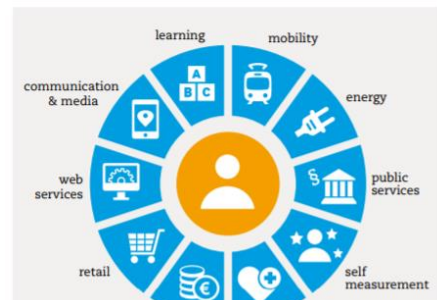 learning
mobility
communication
& media
energy
A
B C
web
services
§
public
services
retail
€
self
measurement